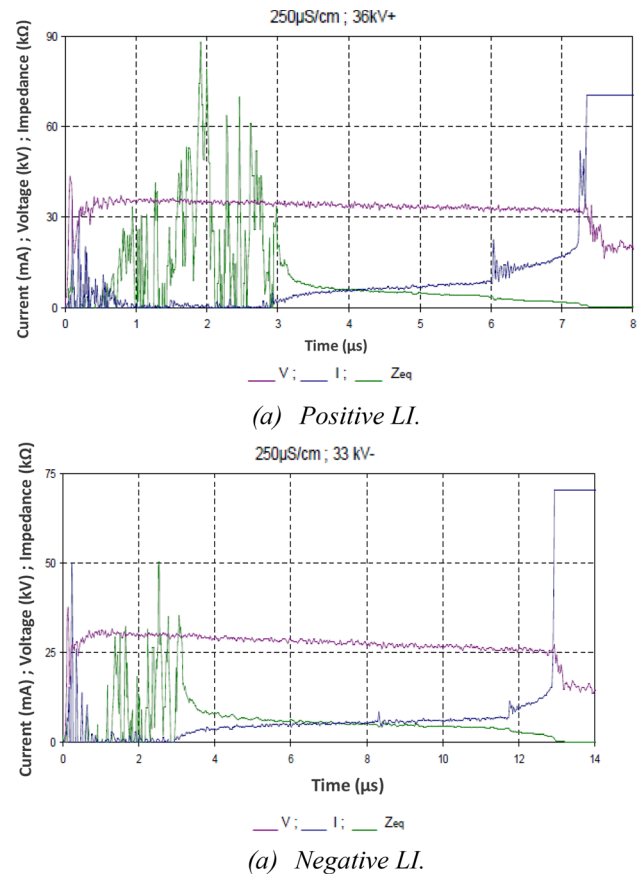 250µS/cm ; 36kV+
Current (mA) ; Voltage (kV) ; Impedance (kΩ)
90
60
30
0
0 1 2 3 4 5 6 7 8
Time (µs)
V ; I ; Zeq
(a) Positive LI.
250µS/cm ; 33 kV-
Current (mA) ; Voltage (kV) ; Impedance (kΩ)
75
50
25
0
0 2 4 6 8 10 12 14
Time (µs)
V ; I ; Zeq
(a) Negative LI.